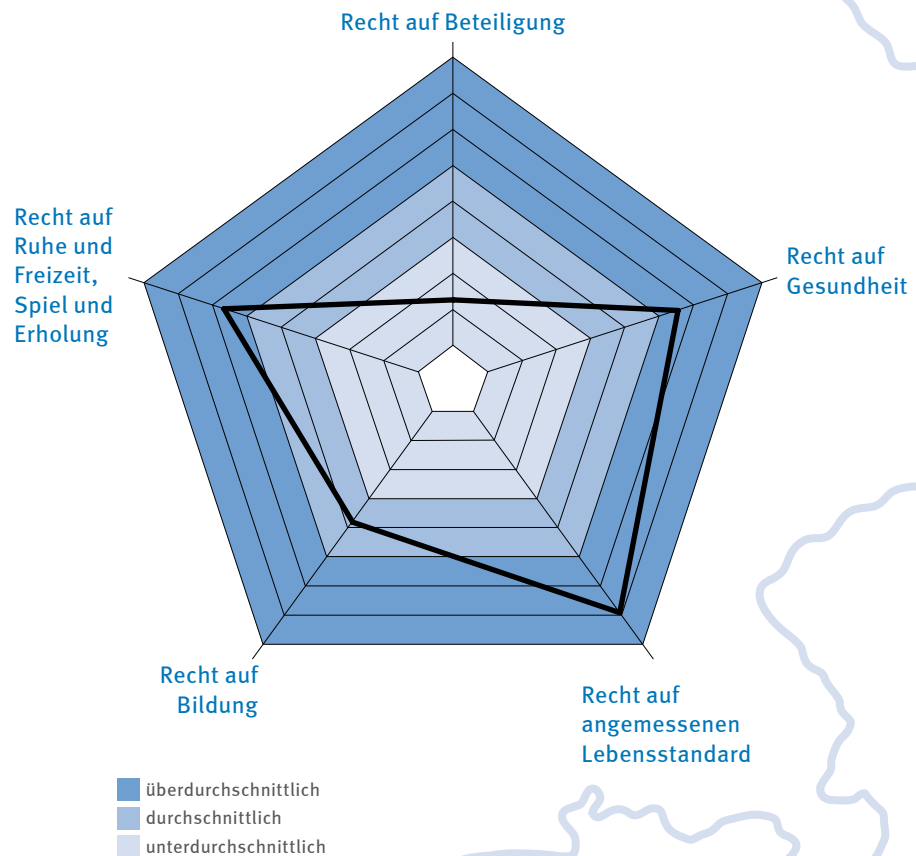 Recht auf Beteiligung
Recht auf
Ruhe und
Freizeit,
Spiel und
Erholung
Recht auf
Gesundheit
Recht auf
Bildung
Recht auf
angemessenen
Lebensstandard
überdurchschnittlich
durchschnittlich
unterdurchschnittlich